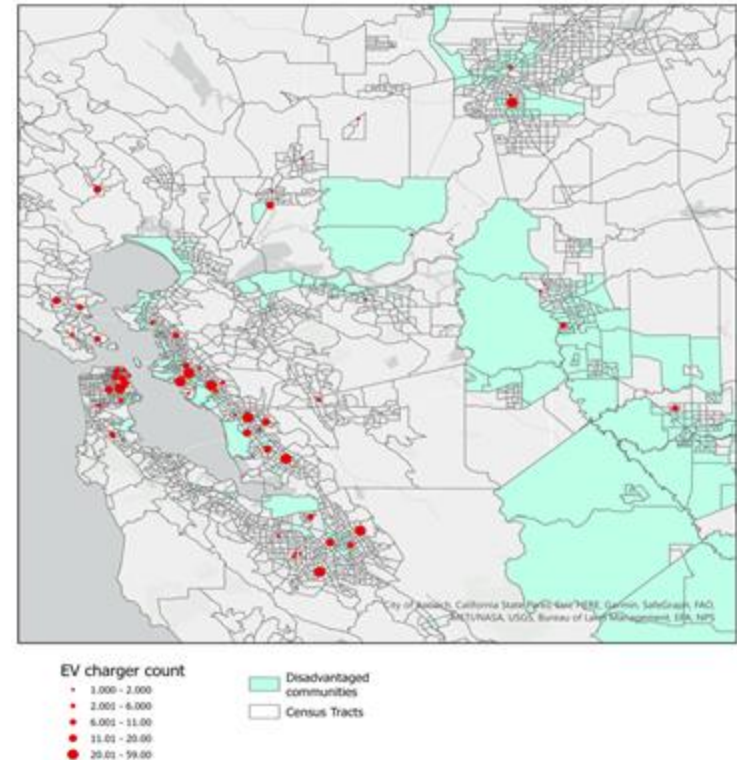 City of Antioch, California State Parks, Esri, HERE, Garmin, SafeGraph, FAO,
METI/NASA, USGS, Bureau of Land Management, EPA, NPS
EV charger count
1.000 - 2.000
2.001 - 6.000
6.001 - 11.00
11.01 - 20.00
20.01 - 59.00
Disadvantaged
communities
Census Tracts